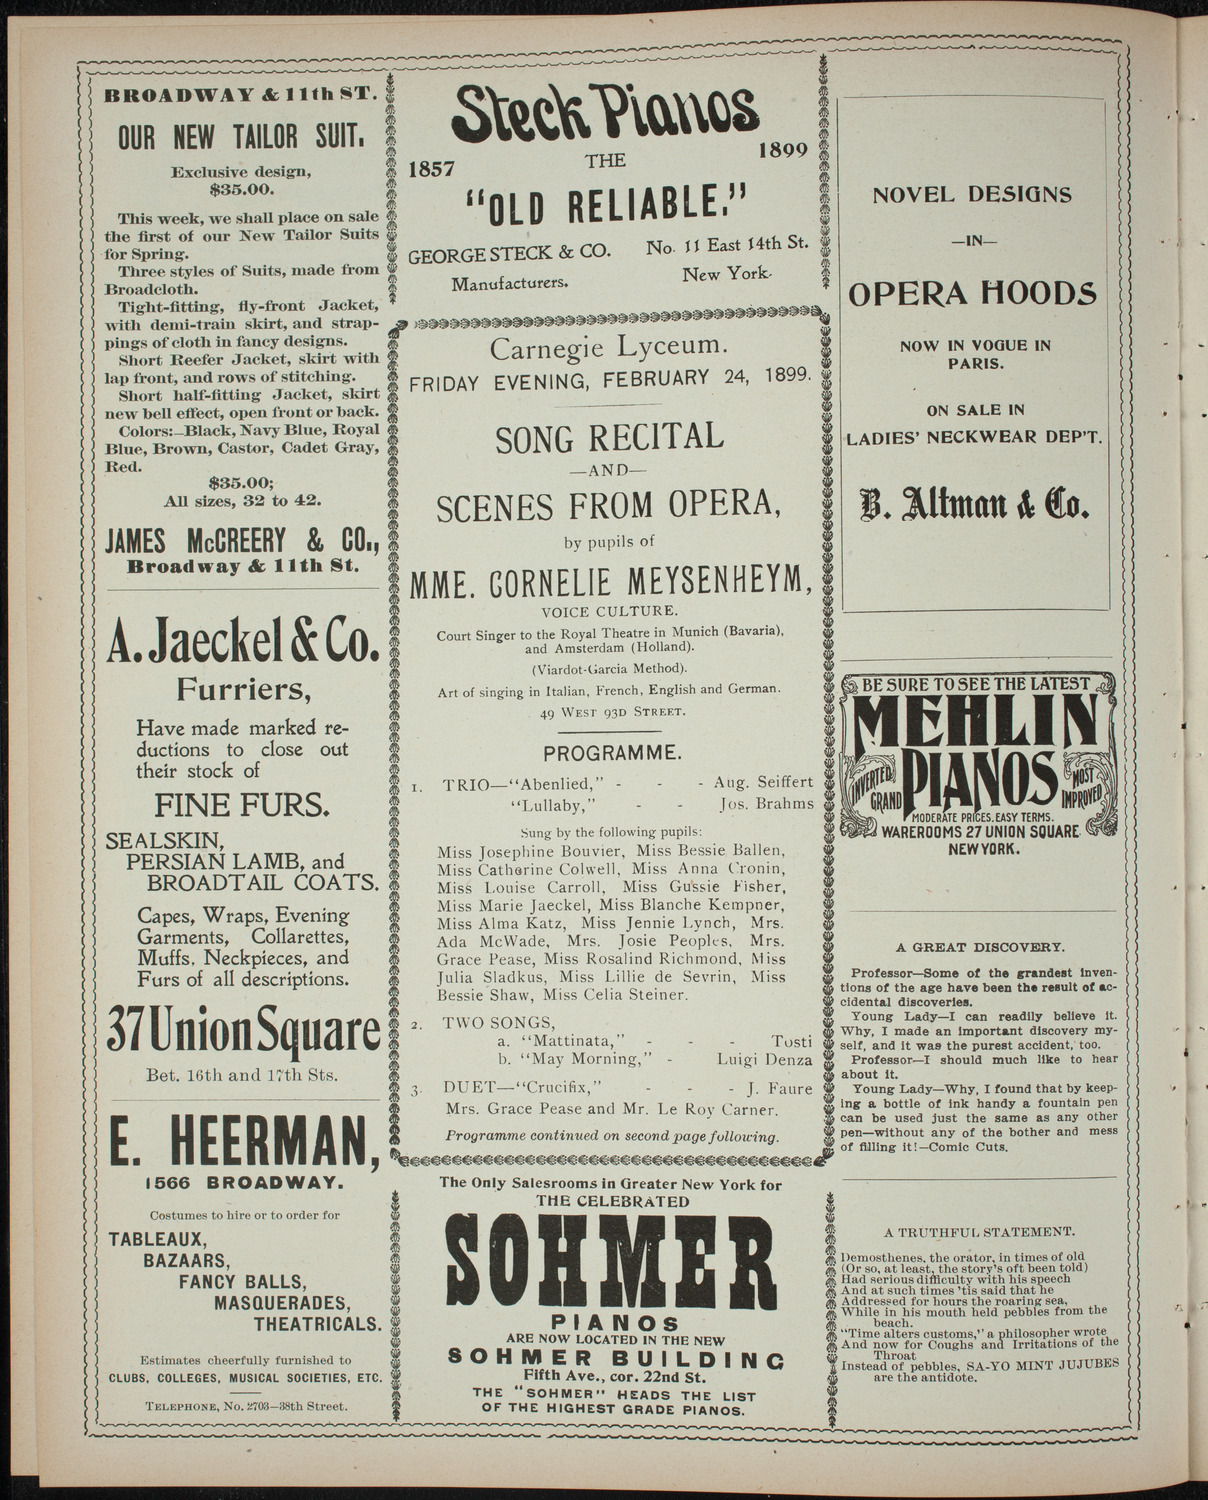 BROADWAY & 11th ST.
OUR NEW TAILOR SUIT.
Exclusive design,
$35.00.
This week, we shall place on sale
the first of our New Tailor Suits
for Spring.
Three styles of Suits, made from
Broadcloth.
Tight-fitting, fly-front Jacket,
with demi-train skirt, and strap-
pings of cloth in fancy designs.
Short Reefer Jacket, skirt with
lap front, and rows of stitching.
Short half-fitting Jacket, skirt
new bell effect, open front or back.
Colors:—Black, Navy Blue, Royal
Blue, Brown, Castor, Cadet Gray,
Red.
$35.00;
All sizes, 32 to 42.
JAMES McCREERY & CO.,
Broadway & 11th St.
A. Jaeckel & Co.
Furriers,
Have made marked re-
ductions to close out
their stock of
FINE FURS.
SEALSKIN,
PERSIAN LAMB, and
BROADTAIL COATS.
Capes, Wraps, Evening
Garments, Collarettes,
Muffs, Neckpieces, and
Furs of all descriptions.
37 Union Square
Bet. 16th and 17th Sts.
E. HEERMAN,
1566 BROADWAY.
Costumes to hire or to order for
TABLEAUX,
BAZAARS,
FANCY BALLS,
MASQUERADES,
THEATRICALS.
Estimates cheerfully furnished to
CLUBS, COLLEGES, MUSICAL SOCIETIES, ETC.
TELEPHONE, No. 2703—38th Street.
Steck Pianos
1857 THE 1899
"OLD RELIABLE."
GEORGE STECK & CO. No. 11 East 14th St.
Manufacturers. New York.
Carnegie Lyceum.
FRIDAY EVENING, FEBRUARY 24, 1899.
SONG RECITAL
—AND—
SCENES FROM OPERA,
by pupils of
MME. CORNELIE MEYSENHEYM,
VOICE CULTURE.
Court Singer to the Royal Theatre in Munich (Bavaria),
and Amsterdam (Holland).
(Viardot-Garcia Method).
Art of singing in Italian, French, English and German.
49 WEST 93D STREET.
PROGRAMME.
1. TRIO—"Abenlied," - - - Aug. Seiffert
"Lullaby," - - Jos. Brahms
Sung by the following pupils:
Miss Josephine Bouvier, Miss Bessie Ballen,
Miss Catherine Colwell, Miss Anna Cronin,
Miss Louise Carroll, Miss Gussie Fisher,
Miss Marie Jaeckel, Miss Blanche Kempner,
Miss Alma Katz, Miss Jennie Lynch, Mrs.
Ada McWade, Mrs. Josie Peoples, Mrs.
Grace Pease, Miss Rosalind Richmond, Miss
Julia Sladkus, Miss Lillie de Sevrin, Miss
Bessie Shaw, Miss Celia Steiner.
2. TWO SONGS,
a. "Mattinata," - - - Tosti
b. "May Morning," - Luigi Denza
3. DUET—"Crucifix," - - - J. Faure
Mrs. Grace Pease and Mr. Le Roy Carner.
Programme continued on second page following.
The Only Salesrooms in Greater New York for
THE CELEBRATED
SOHMER
PIANOS
ARE NOW LOCATED IN THE NEW
SOHMER BUILDING
Fifth Ave., cor. 22nd St.
THE "SOHMER" HEADS THE LIST
OF THE HIGHEST GRADE PIANOS.
NOVEL DESIGNS
—IN—
OPERA HOODS
NOW IN VOGUE IN
PARIS.
ON SALE IN
LADIES' NECKWEAR DEP'T.
B. Altman & Co.
BE SURE TO SEE THE LATEST
MEHLIN
INVERTED GRAND PIANOS MOST IMPROVED
MODERATE PRICES. EASY TERMS.
WAREROOMS 27 UNION SQUARE
NEW YORK.
A GREAT DISCOVERY.
Professor—Some of the grandest inven-
tions of the age have been the result of ac-
cidental discoveries.
Young Lady—I can readily believe it.
Why, I made an important discovery my-
self, and it was the purest accident, too.
Professor—I should much like to hear
about it.
Young Lady—Why, I found that by keep-
ing a bottle of ink handy a fountain pen
can be used just the same as any other
pen—without any of the bother and mess
of filling it!—Comic Cuts.
A TRUTHFUL STATEMENT.
Demosthenes, the orator, in times of old
(Or so, at least, the story's oft been told)
Had serious difficulty with his speech
And at such times 'tis said that he
Addressed for hours the roaring sea,
While in his mouth held pebbles from the
beach.
"Time alters customs," a philosopher wrote
And now for Coughs and Irritations of the
Throat
Instead of pebbles, SA-YO MINT JUJUBES
are the antidote.